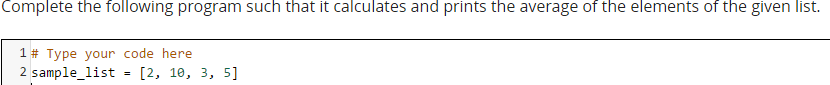 Complete the following program such that it calculates and prints the average of the elements of the given list.
1 # Type your code here
2 sample_list = [2, 10, 3, 5]